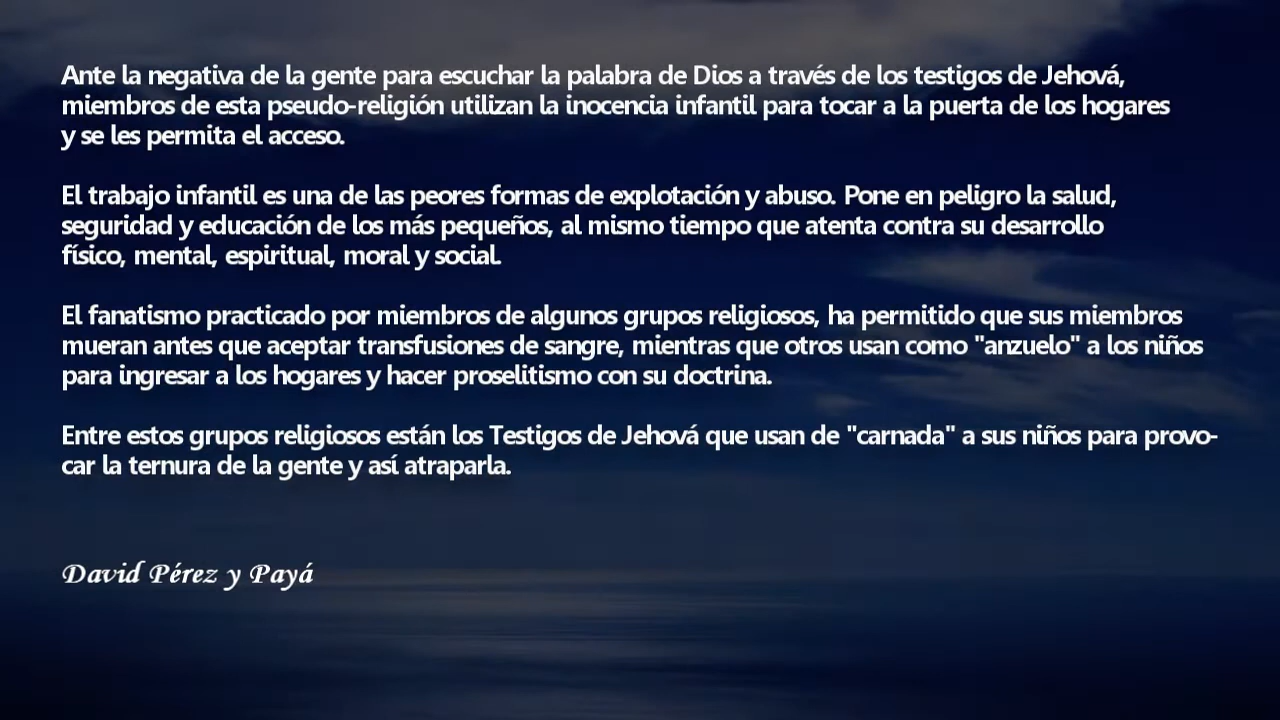 Ante la negativa de la gente para escuchar la palabra de Dios a través de los testigos de Jehová,
miembros de esta pseudo-religión utilizan la inocencia infantil para tocar a la puerta de los hogares
y se les permita el acceso.
El trabajo infantil es una de las peores formas de explotación y abuso. Pone en peligro la salud,
seguridad y educación de los más pequeños, al mismo tiempo que atenta contra su desarrollo
físico, mental, espiritual, moral y social.
El fanatismo practicado por miembros de algunos grupos religiosos, ha permitido que sus miembros
mueran antes que aceptar transfusiones de sangre, mientras que otros usan como "anzuelo" a los niños
para ingresar a los hogares y hacer proselitismo con su doctrina.
Entre estos grupos religiosos están los Testigos de Jehová que usan de "carnada" a sus niños para provo-
car la ternura de la gente y así atraparla.
David Pérez y Payá